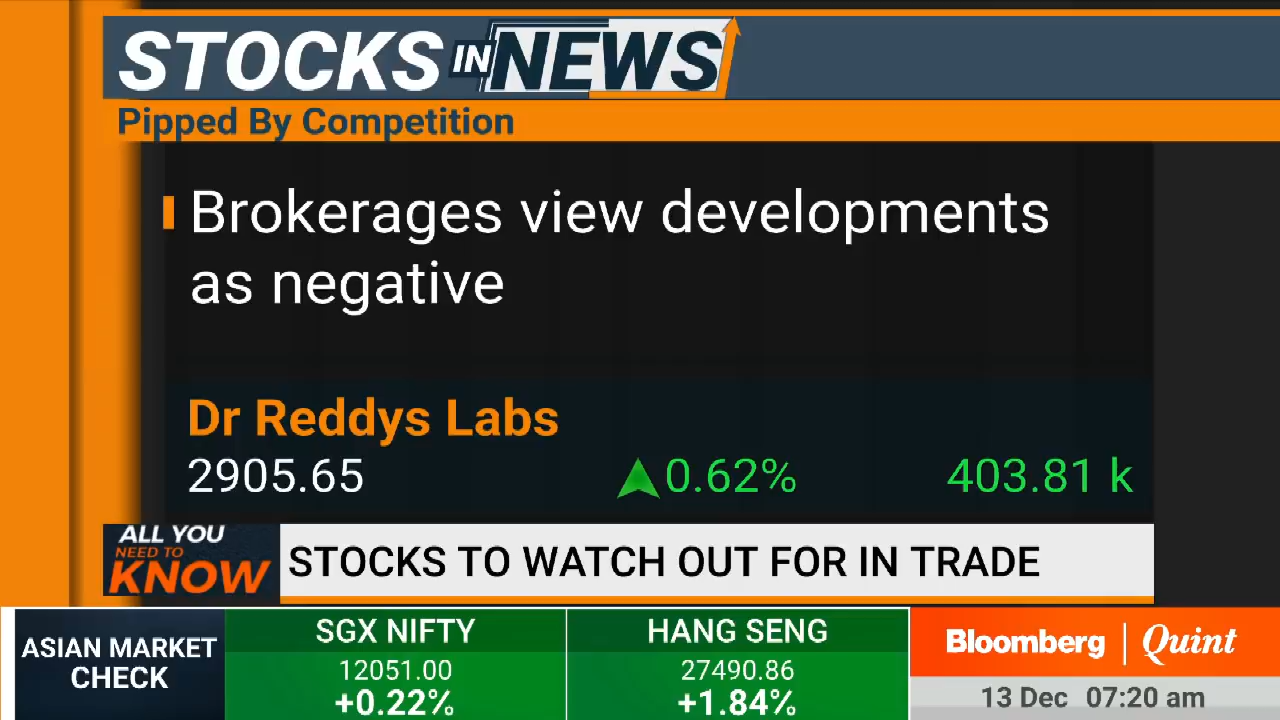 STOCKS IN NEWS
Pipped By Competition
Brokerages view developments
as negative
Dr Reddys Labs
2905.65 0.62% 403.81 k
ALL YOU
NEED TO
KNOW
STOCKS TO WATCH OUT FOR IN TRADE
ASIAN MARKET
CHECK
SGX NIFTY
12051.00
+0.22%
HANG SENG
27490.86
+1.84%
Bloomberg | Quint
13 Dec 07:20 am